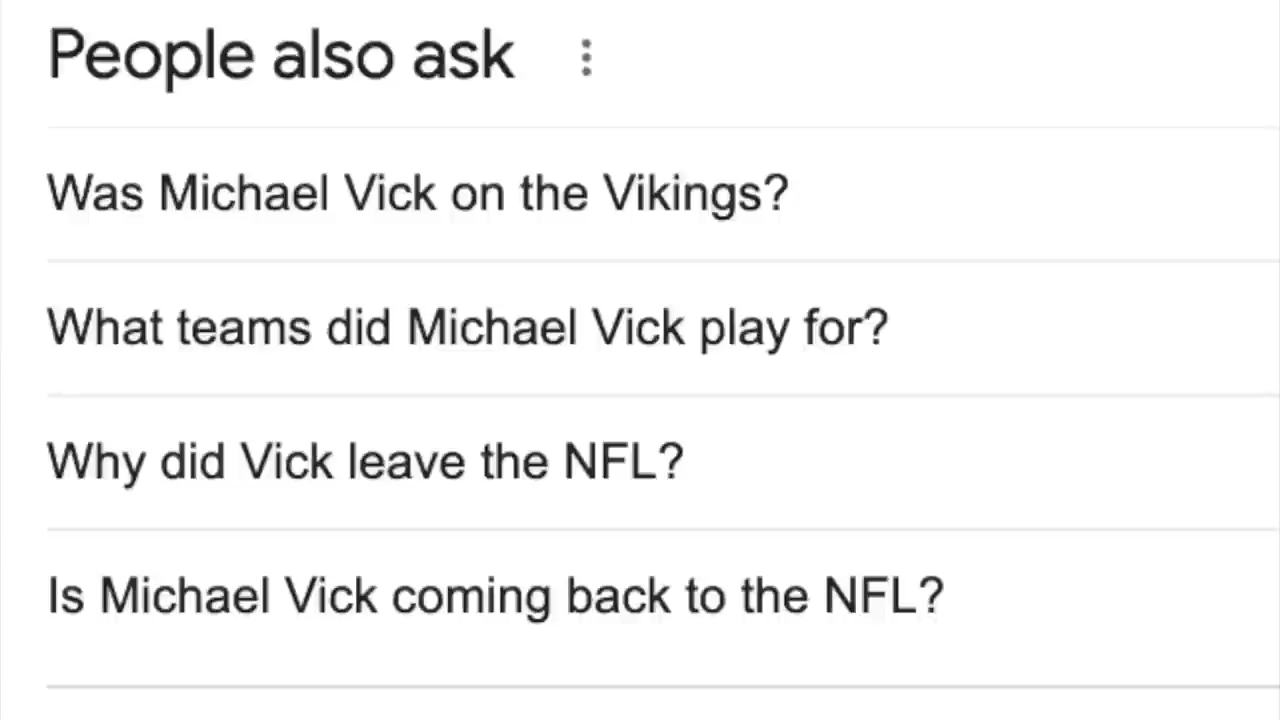 People also ask
Was Michael Vick on the Vikings?
What teams did Michael Vick play for?
Why did Vick leave the NFL?
Is Michael Vick coming back to the NFL?